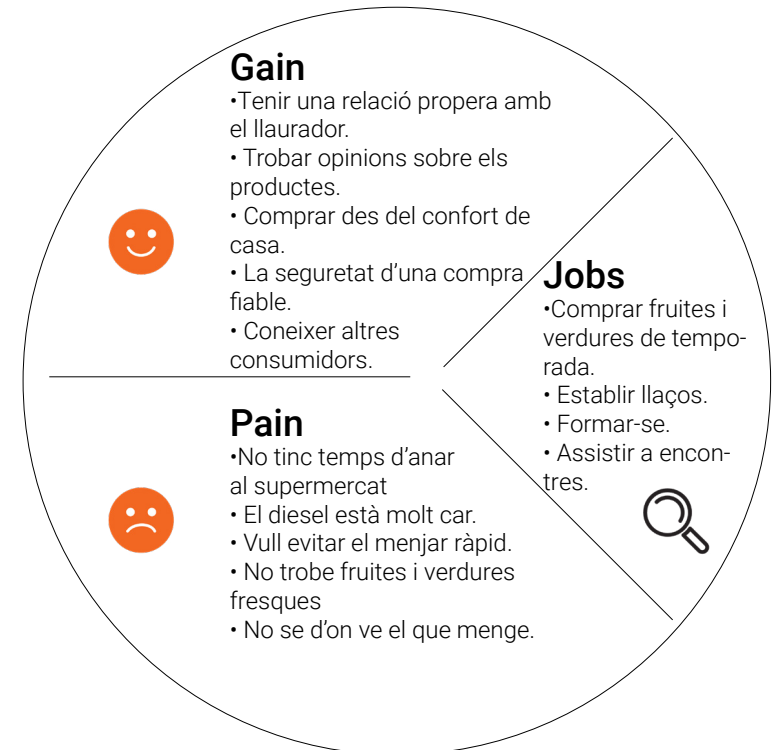 Gain
•Tenir una relació propera amb
el llaurador.
• Trobar opinions sobre els
productes.
• Comprar des del confort de
casa.
• La seguretat d'una compra
fiable.
• Coneixer altres
consumidors.
Jobs
•Comprar fruites i
verdures de tempo-
rada.
• Establir llaços.
• Formar-se.
• Assistir a encon-
tres.
Pain
•No tinc temps d'anar
al supermercat
• El diesel està molt car.
• Vull evitar el menjar ràpid.
• No trobe fruites i verdures
fresques
• No se d'on ve el que menge.